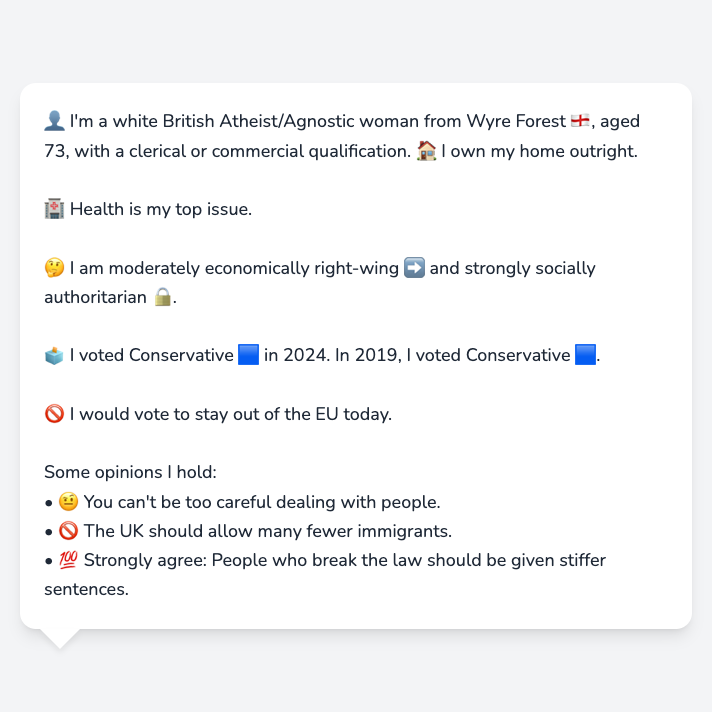 👤 I'm a white British Atheist/Agnostic woman from Wyre Forest 🏴󠁧󠁢󠁥󠁮󠁧󠁿, aged
73, with a clerical or commercial qualification. 🏠 I own my home outright.
🏥 Health is my top issue.
🤔 I am moderately economically right-wing ➡️ and strongly socially
authoritarian 🔒.
🗳️ I voted Conservative 🟦 in 2024. In 2019, I voted Conservative 🟦.
🚫 I would vote to stay out of the EU today.
Some opinions I hold:
• 🤨 You can't be too careful dealing with people.
• 🚫 The UK should allow many fewer immigrants.
• 💯 Strongly agree: People who break the law should be given stiffer
sentences.